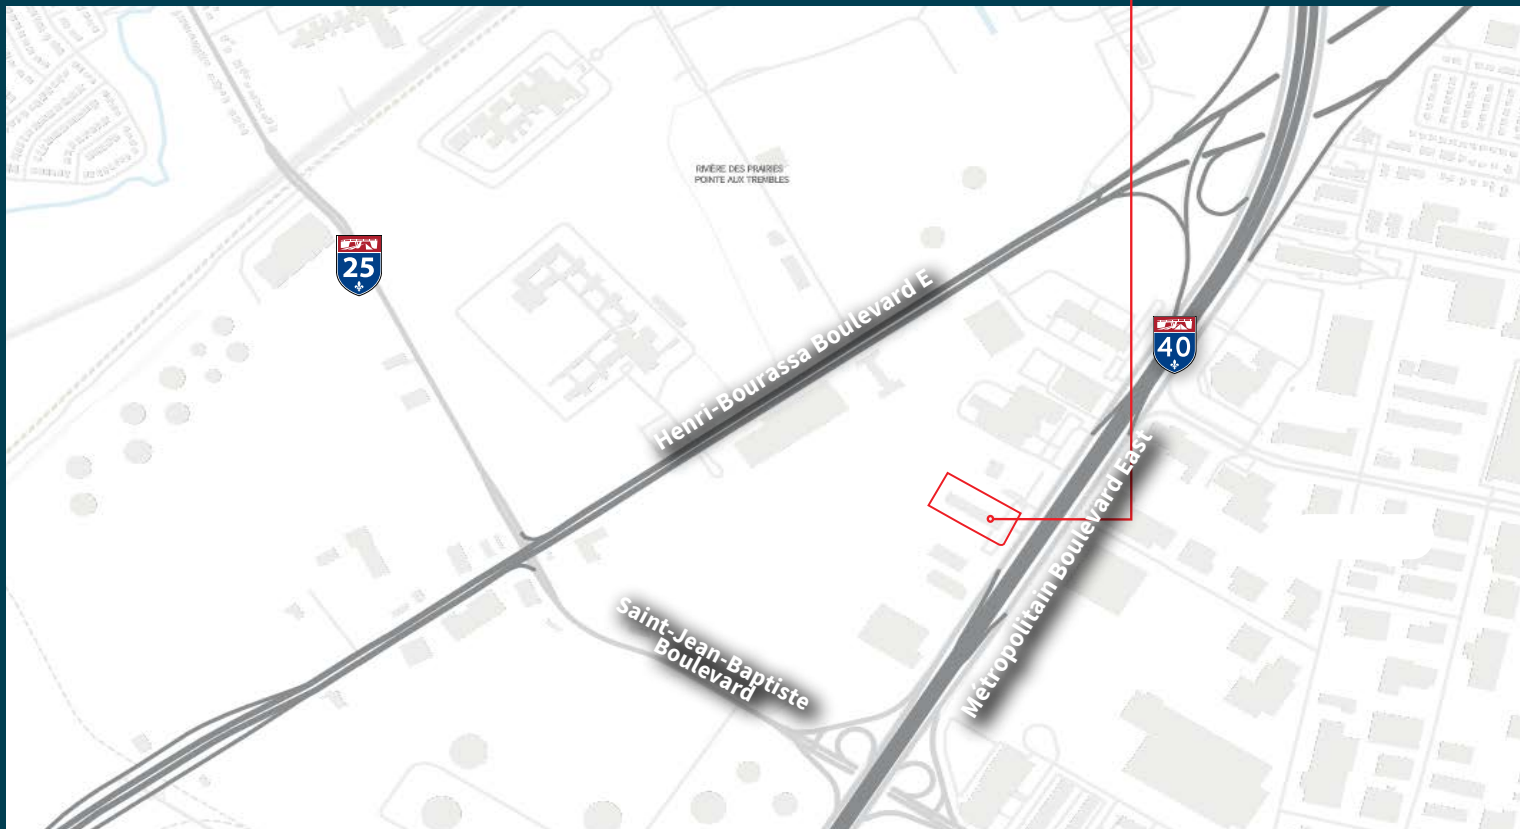 RIVIÈRE DES PRAIRIES
POINTE AUX TREMBLES
25
Henri-Bourassa Boulevard E
40
Métropolitain Boulevard East
Saint-Jean-Baptiste
Boulevard